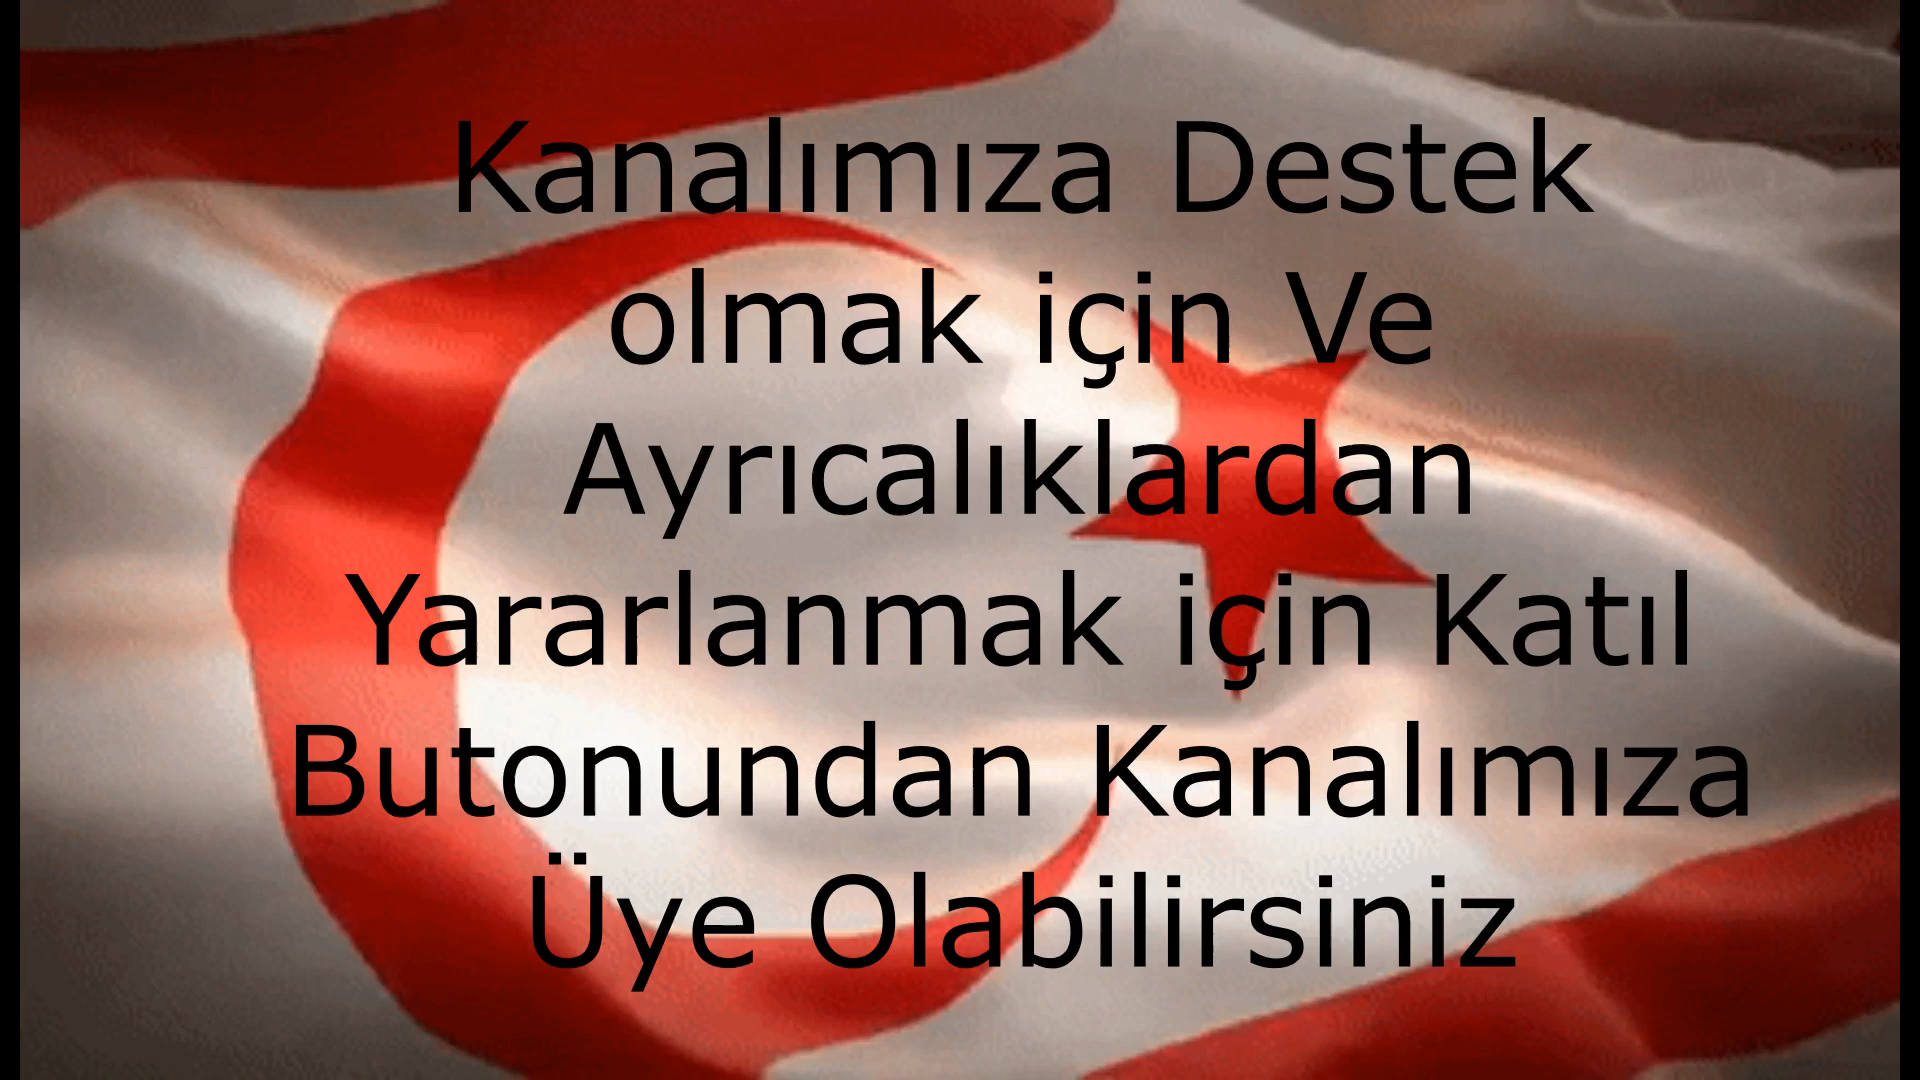 Kanalımıza Destek
olmak için Ve
Ayrıcalıklardan
Yararlanmak için Katıl
Butonundan Kanalımıza
Üye Olabilirsiniz